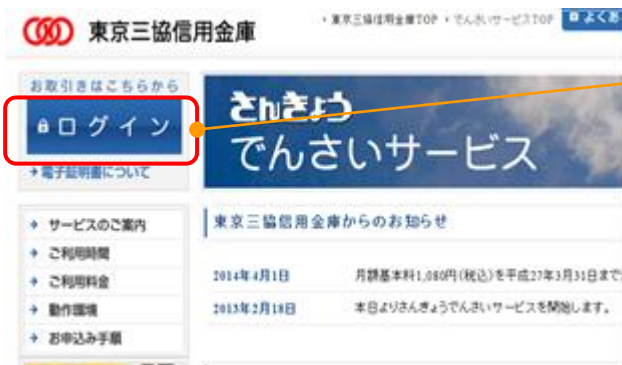 東京三協信用金庫
・東京三協信用金庫TOP ・でんさいサービスTOP
よくあ
お取引きはこちらから
ログイン
電子証明書について
さんきょう
でんさいサービス
サービスのご案内
ご利用時間
ご利用料金
動作環境
お申込み手順
東京三協信用金庫からのお知らせ
2014年4月1日 月額基本料1,080円(税込)を平成27年3月31日まで
2013年2月18日 本日よりさんきょうでんさいサービスを開始します。